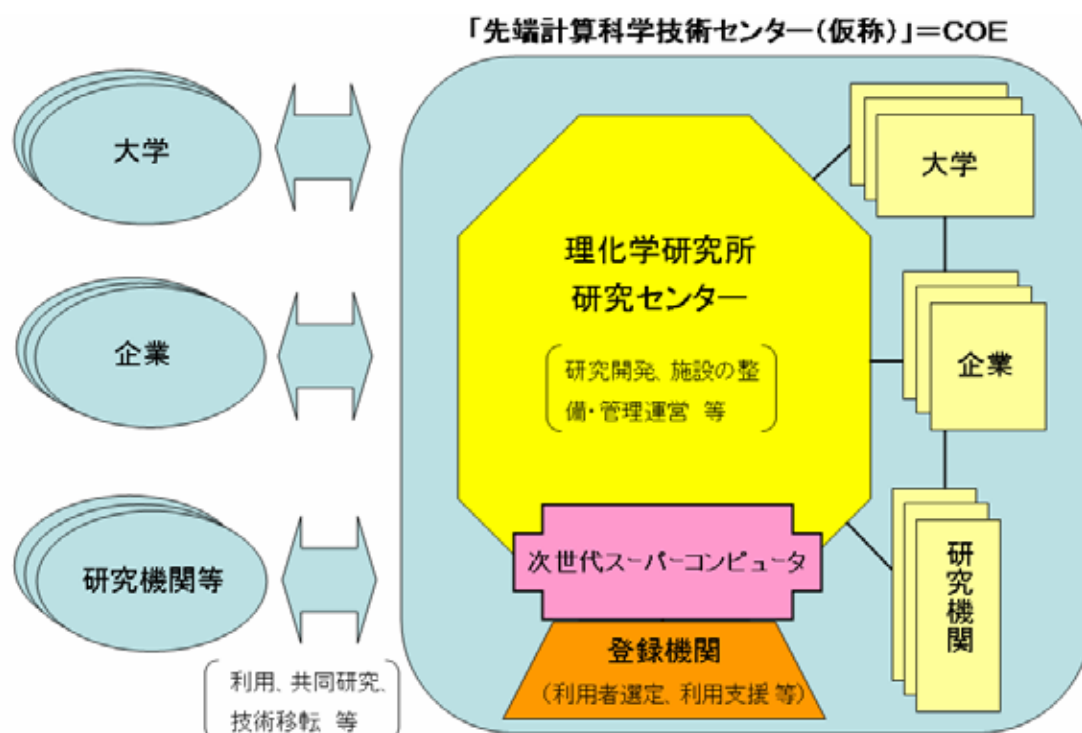 「先端計算科学技術センター(仮称)」=COE
大学
企業
研究機関等
利用、共同研究、
技術移転 等
理化学研究所
研究センター
研究開発、施設の整
備・管理運営 等
次世代スーパーコンピュータ
登録機関
(利用者選定、利用支援 等)
大学
企業
研究機関